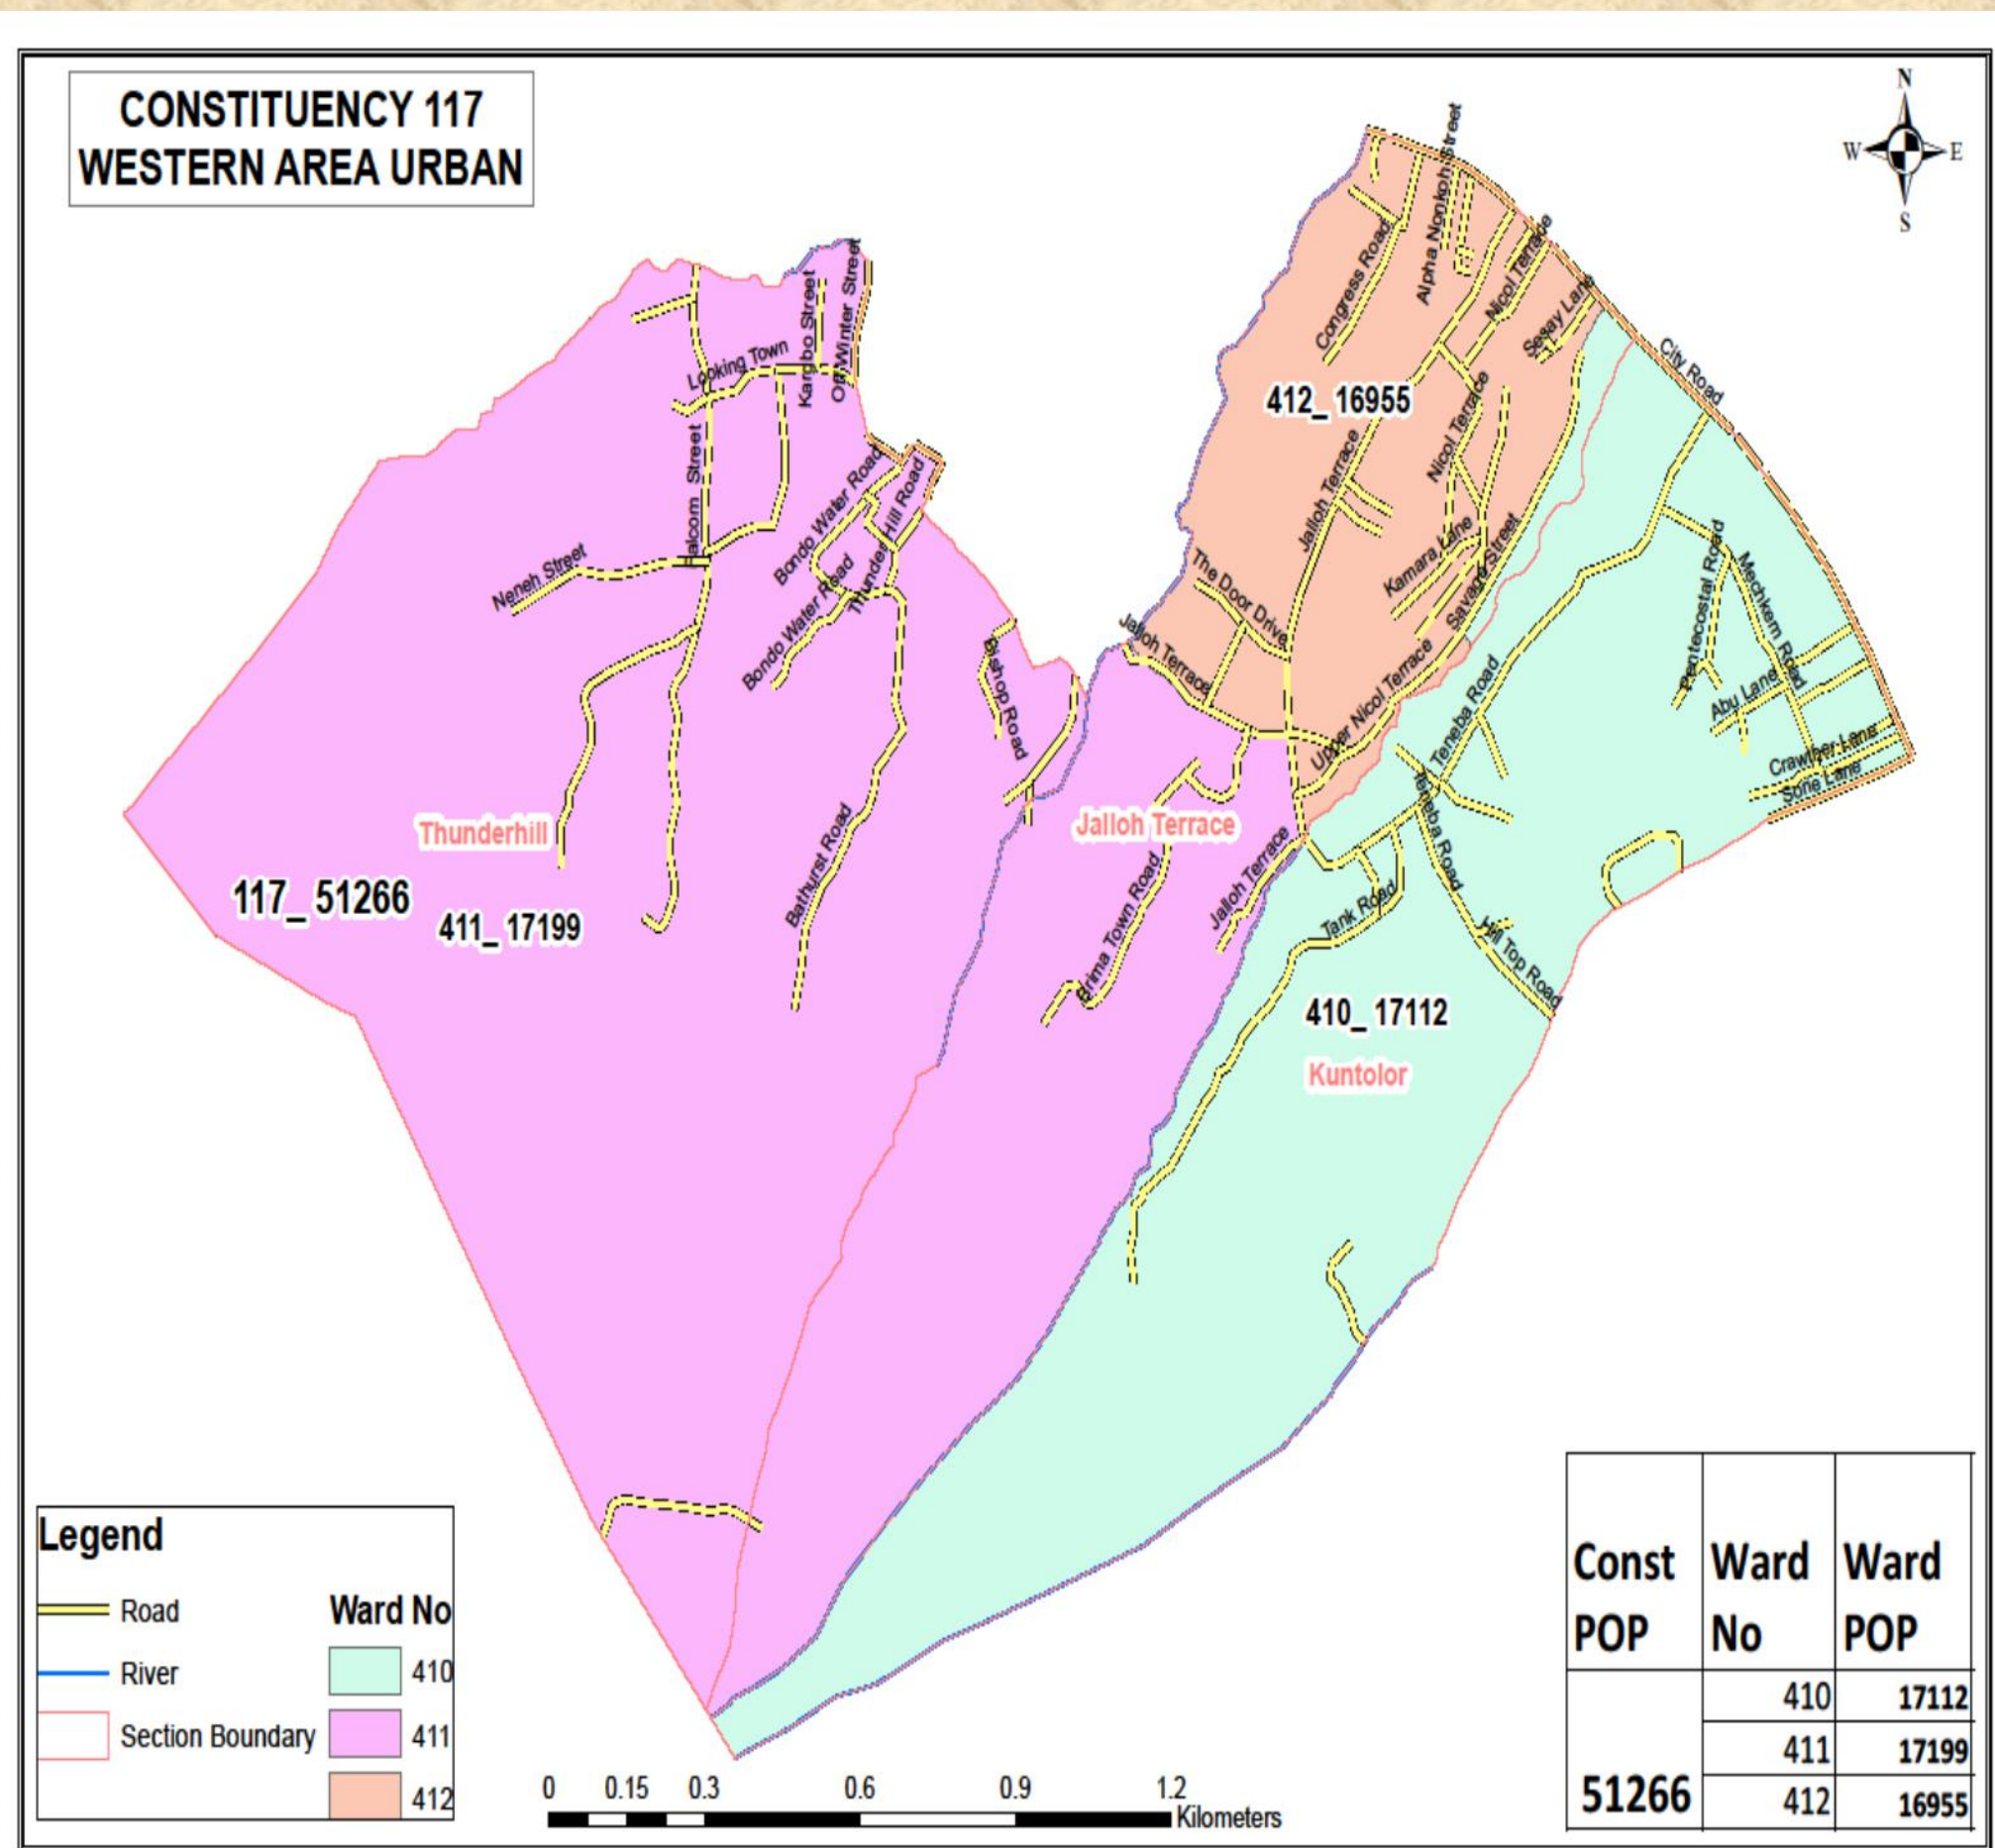 CONSTITUENCY 117
WESTERN AREA URBAN
N
W
E
S
Alpha Nonkoh Street
Congress Road
Nicol Terrace
Sesay Lane
City Road
Kargbo Street
Off Winter Street
Looking Town
412_ 16955
Nicol Terrace
Jalloh Terrace
Bondo Water Road
Thunder Hill Road
Neneh Street
Bondo Water Road
The Door Drive
Kamara Lane
Savage Street
Pentecostal Road
Mechkem Road
Jalloh Terrace
Bishop Road
Upper Nicol Terrace
Teneba Road
Abu Lane
Crawther Lane
Sone Lane
Thunderhill
Jalloh Terrace
Teneba Road
117_ 51266
411_ 17199
Bathurst Road
Brima Town Road
Jalloh Terrace
Tank Road
Hill Top Road
410_ 17112
Kuntolor
Legend
Road
River
Section Boundary
Ward No
410
411
412
0 0.15 0.3 0.6 0.9 1.2
Kilometers
Const POP Ward No Ward POP
51266
410 17112
411 17199
412 16955